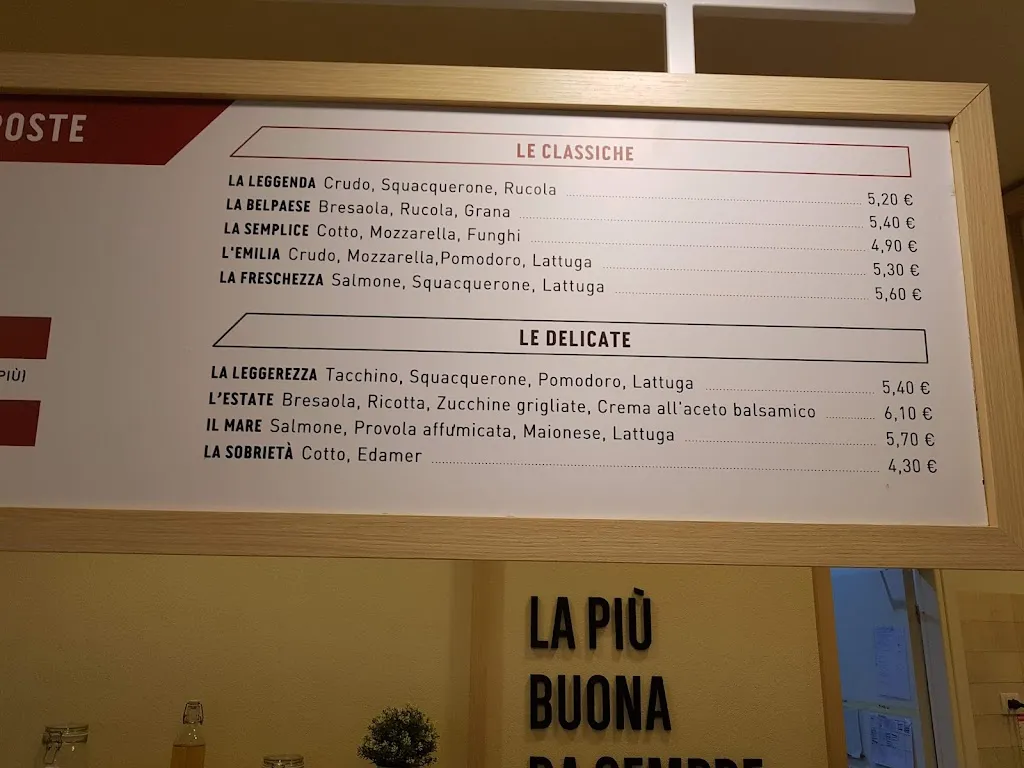 POSTE
LE CLASSICHE
LA LEGGENDA Crudo, Squacquerone, Rucola 5,20 €
LA BELPAESE Bresaola, Rucola, Grana 5,40 €
LA SEMPLICE Cotto, Mozzarella, Funghi 4,90 €
L'EMILIA Crudo, Mozzarella,Pomodoro, Lattuga 5,30 €
LA FRESCHEZZA Salmone, Squacquerone, Lattuga 5,60 €
PIÙ)
LE DELICATE
LA LEGGEREZZA Tacchino, Squacquerone, Pomodoro, Lattuga 5,40 €
L'ESTATE Bresaola, Ricotta, Zucchine grigliate, Crema all'aceto balsamico 6,10 €
IL MARE Salmone, Provola affumicata, Maionese, Lattuga 5,70 €
LA SOBRIETÀ Cotto, Edamer 4,30 €
LA PIÙ
BUONA
DA SEMPRE